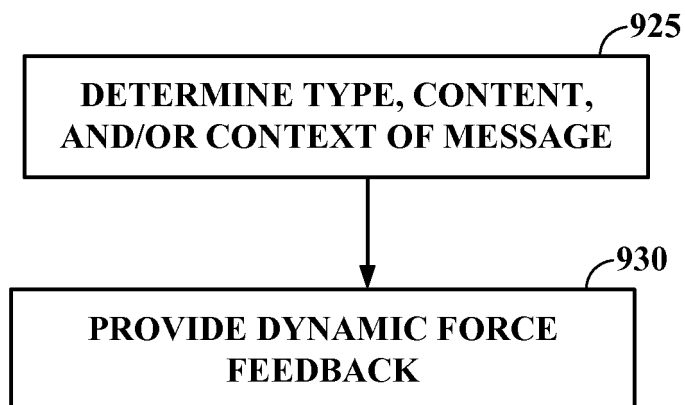 925
DETERMINE TYPE, CONTENT,
AND/OR CONTEXT OF MESSAGE
930
PROVIDE DYNAMIC FORCE
FEEDBACK